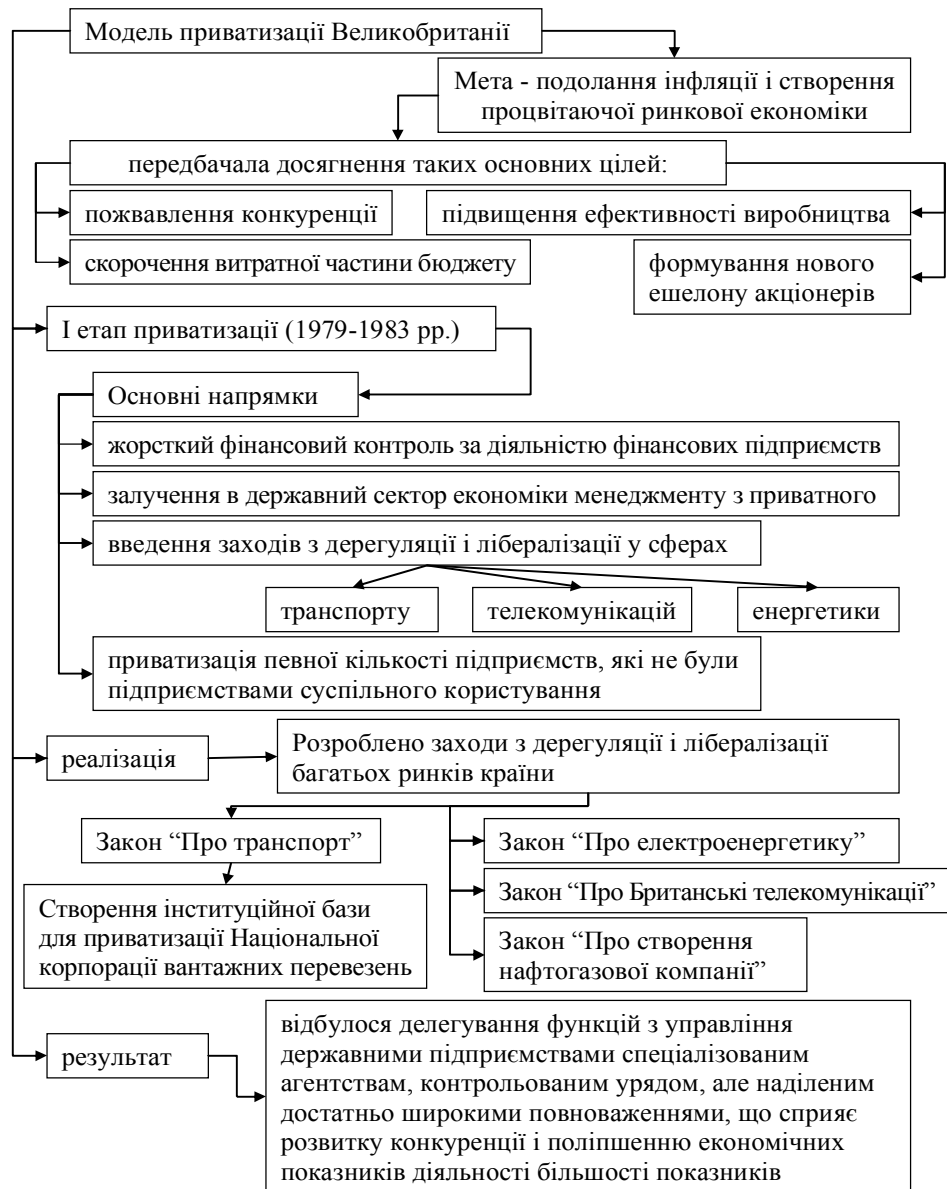 Модель приватизації Великобританії
Мета - подолання інфляції і створення
процвітаючої ринкової економіки
передбачала досягнення таких основних цілей:
пожвавлення конкуренції
підвищення ефективності виробництва
скорочення витратної частини бюджету
формування нового
ешелону акціонерів
І етап приватизації (1979-1983 рр.)
Основні напрямки
жорсткий фінансовий контроль за діяльністю фінансових підприємств
залучення в державний сектор економіки менеджменту з приватного
введення заходів з дерегуляції і лібералізації у сферах
транспорту
телекомунікацій
енергетики
приватизація певної кількості підприємств, які не були
підприємствами суспільного користування
реалізація
Розроблено заходи з дерегуляції і лібералізації
багатьох ринків країни
Закон “Про транспорт”
Закон “Про електроенергетику”
Закон “Про Британські телекомунікації”
Створення інституційної бази
для приватизації Національної
корпорації вантажних перевезень
Закон “Про створення
нафтогазової компанії”
результат
відбулося делегування функцій з управління
державними підприємствами спеціалізованим
агентствам, контрольованим урядом, але наділеним
достатньо широкими повноваженнями, що сприяє
розвитку конкуренції і поліпшенню економічних
показників діяльності більшості показників